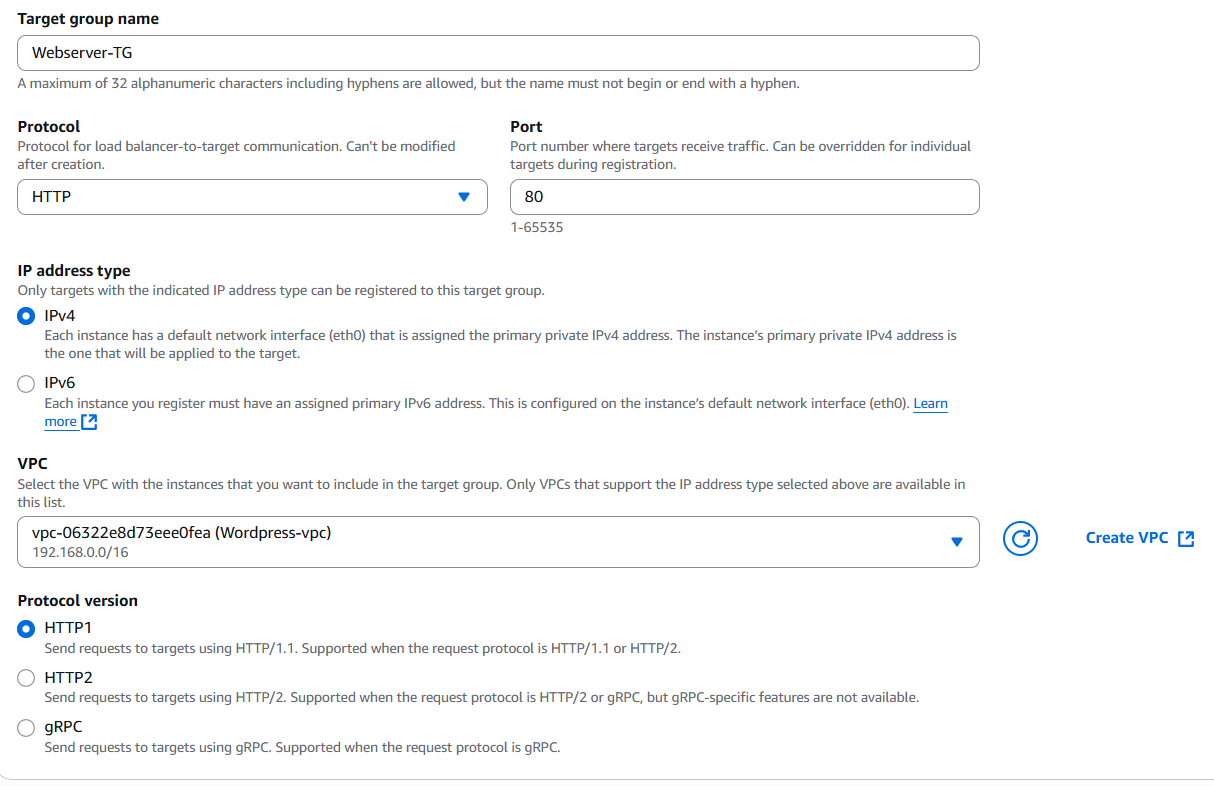 Target group name
Webserver-TG
A maximum of 32 alphanumeric characters including hyphens are allowed, but the name must not begin or end with a hyphen.
Protocol
Protocol for load balancer-to-target communication. Can't be modified
after creation.
HTTP
Port
Port number where targets receive traffic. Can be overridden for individual
targets during registration.
80
1-65535
IP address type
Only targets with the indicated IP address type can be registered to this target group.
IPv4
Each instance has a default network interface (eth0) that is assigned the primary private IPv4 address. The instance's primary private IPv4 address is
the one that will be applied to the target.
IPv6
Each instance you register must have an assigned primary IPv6 address. This is configured on the instance's default network interface (eth0). Learn
more
VPC
Select the VPC with the instances that you want to include in the target group. Only VPCs that support the IP address type selected above are available in
this list.
vpc-06322e8d73eee0fea (Wordpress-vpc)
192.168.0.0/16
Create VPC
Protocol version
HTTP1
Send requests to targets using HTTP/1.1. Supported when the request protocol is HTTP/1.1 or HTTP/2.
HTTP2
Send requests to targets using HTTP/2. Supported when the request protocol is HTTP/2 or gRPC, but gRPC-specific features are not available.
gRPC
Send requests to targets using gRPC. Supported when the request protocol is gRPC.